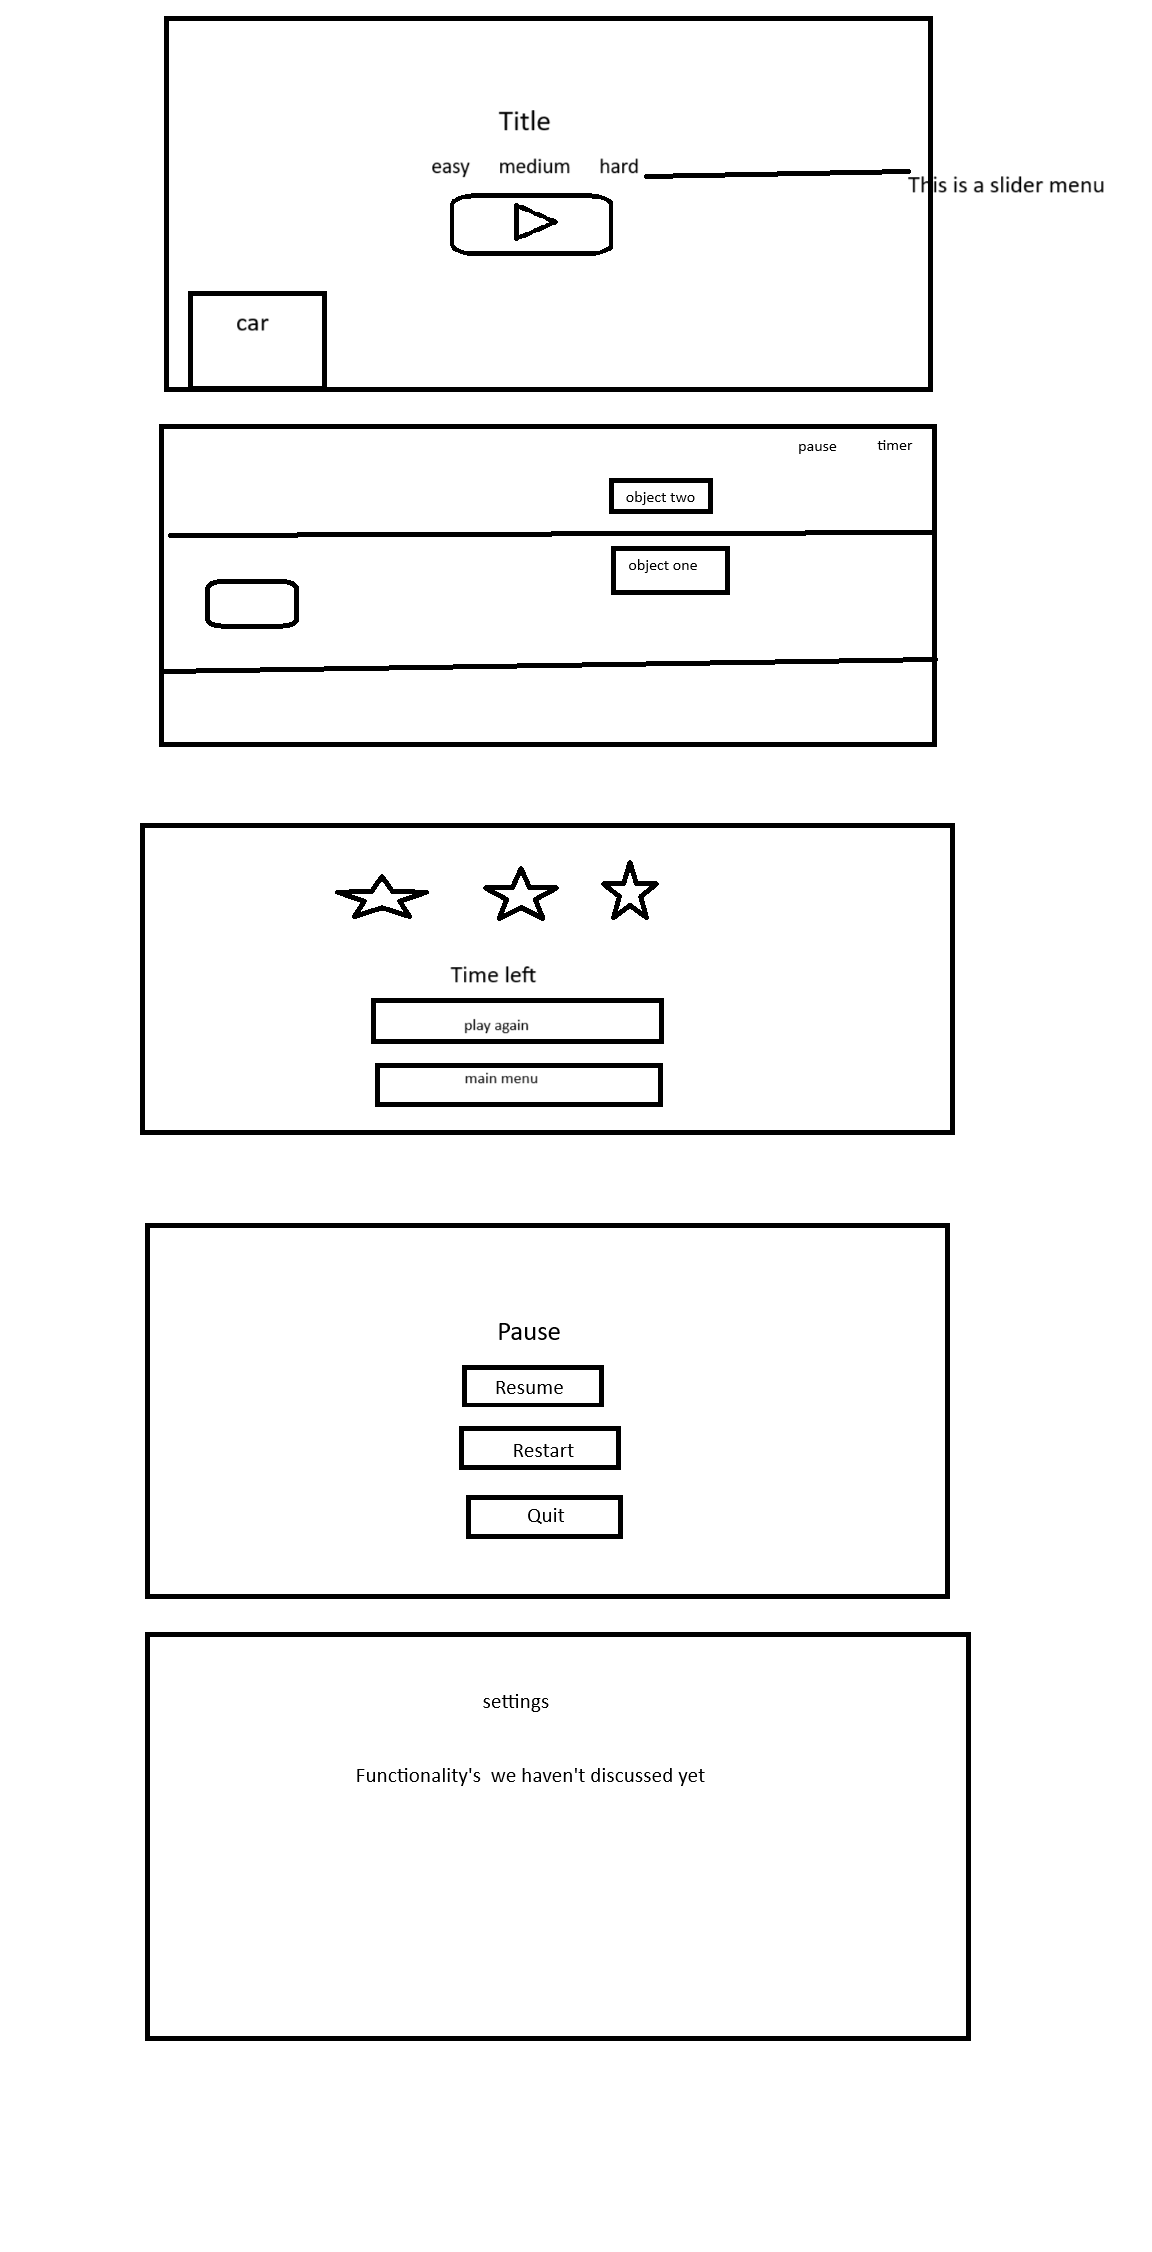 Title
easy medium hard
This is a slider menu
car
pause timer
object two
object one
Time left
play again
main menu
Pause
Resume
Restart
Quit
settings
Functionality's  we haven't discussed yet